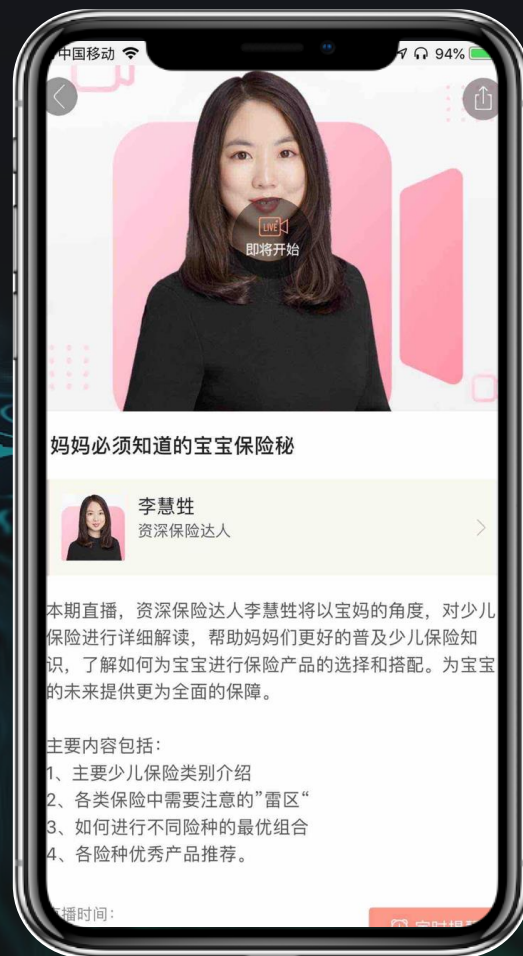 中国移动 94%
LIVE
即将开始
妈妈必须知道的宝宝保险秘
李慧甡
资深保险达人
本期直播，资深保险达人李慧甡将以宝妈的角度，对少儿
保险进行详细解读，帮助妈妈们更好的普及少儿保险知
识，了解如何为宝宝进行保险产品的选择和搭配。为宝宝
的未来提供更为全面的保障。
主要内容包括：
1、主要少儿保险类别介绍
2、各类保险中需要注意的”雷区“
3、如何进行不同险种的最优组合
4、各险种优秀产品推荐。
播时间：
定时提